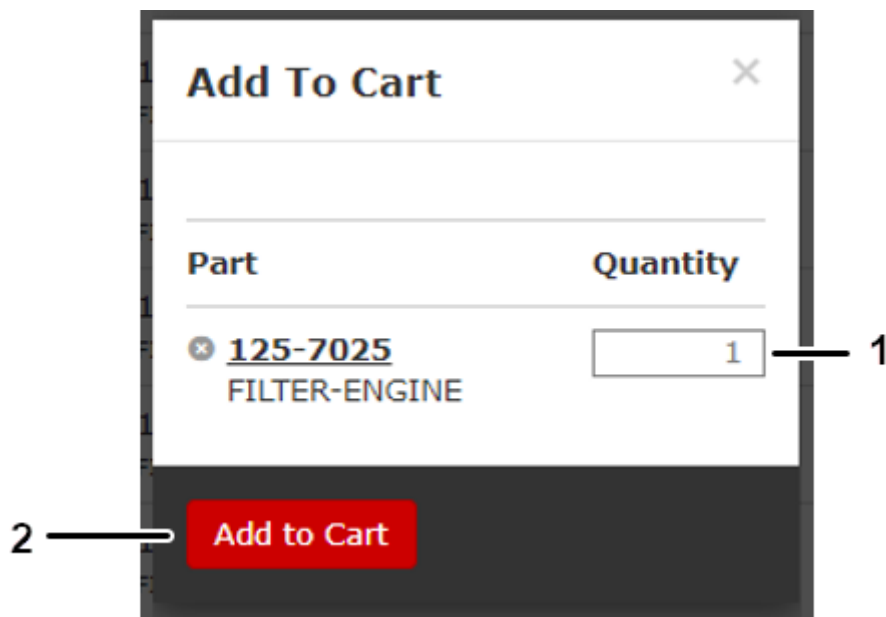 Add To Cart ×
Part Quantity
125-7025 1 1
FILTER-ENGINE
2 Add to Cart